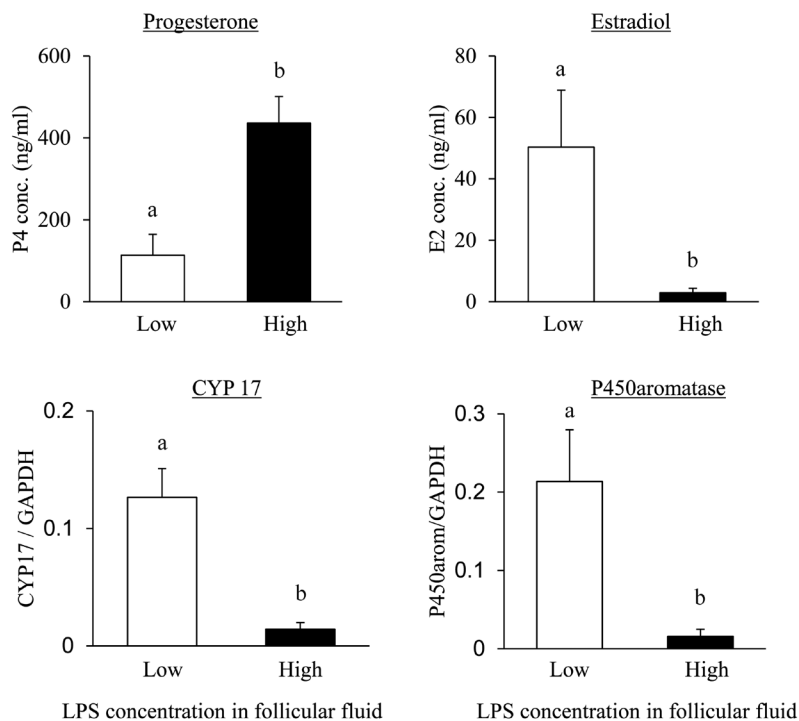 Progesterone
P4 conc. (ng/ml)
600
400
200
0
a
b
Low
High
Estradiol
E2 conc. (ng/ml)
80
60
40
20
0
a
b
Low
High
CYP 17
CYP17 / GAPDH
0.2
0.1
0
a
b
Low
High
LPS concentration in follicular fluid
P450aromatase
P450arom/GAPDH
0.3
0.2
0.1
0
a
b
Low
High
LPS concentration in follicular fluid